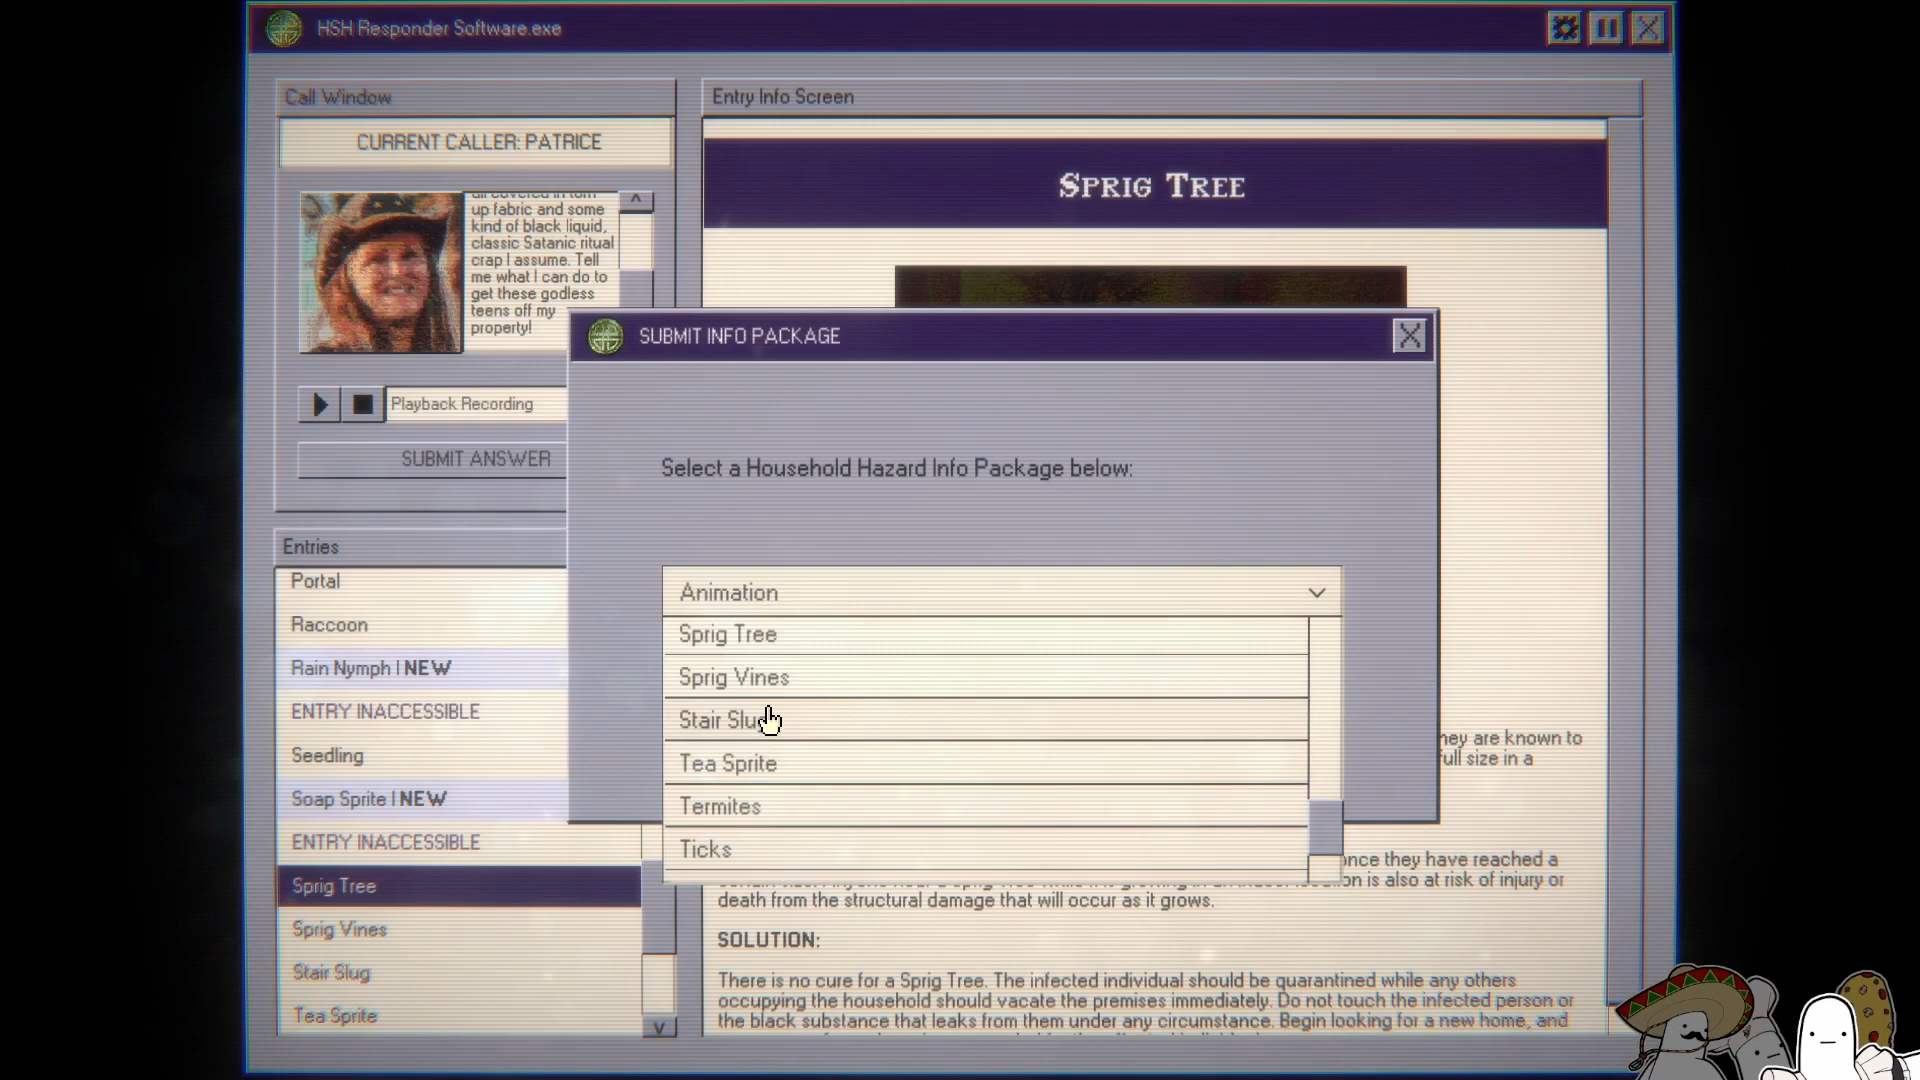 HSH Responder Software.exe
Call Window
CURRENT CALLER: PATRICE
up fabric and some
kind of black liquid,
classic Satanic ritual
crap I assume. Tell
me what I can do to
get these godless
teens off my
property!
Playback Recording
SUBMIT ANSWER
Entries
Portal
Raccoon
Rain Nymph | NEW
ENTRY INACCESSIBLE
Seedling
Soap Sprite | NEW
ENTRY INACCESSIBLE
Sprig Tree
Sprig Vines
Stair Slug
Tea Sprite
Entry Info Screen
SPRIG TREE
SUBMIT INFO PACKAGE
Select a Household Hazard Info Package below:
Animation
Sprig Tree
Sprig Vines
Stair Slug
Tea Sprite
Termites
Ticks
they are known to
full size in a
once they have reached a
is also at risk of injury or
death from the structural damage that will occur as it grows.
SOLUTION:
There is no cure for a Sprig Tree. The infected individual should be quarantined while any others
occupying the household should vacate the premises immediately. Do not touch the infected person or
the black substance that leaks from them under any circumstance. Begin looking for a new home, and